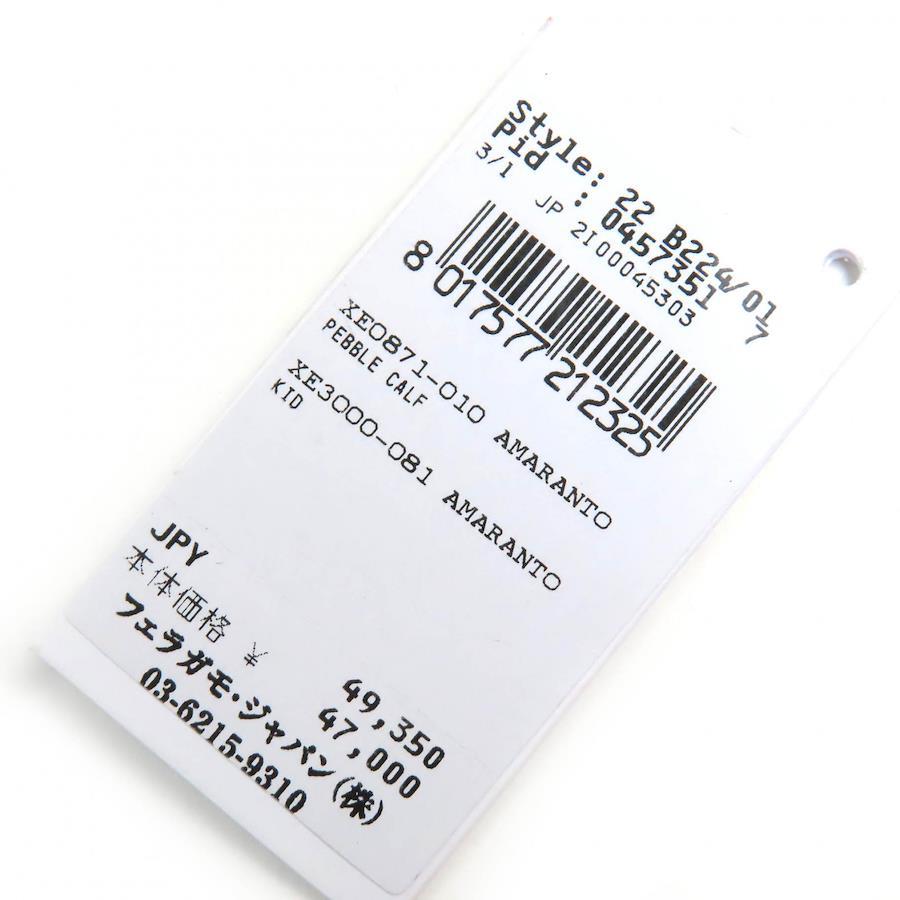 Style: 22 B224/01
Pid : 0457351 7
3/1 JP 2I00045303
8 017577 212325
XE0871-010 AMARANTO
PEBBLE CALF
XE3000-081 AMARANTO
KID
JPY 49,350
本体価格 ¥ 47,000
フェラガモ・ジャパン(株)
03-6215-9310